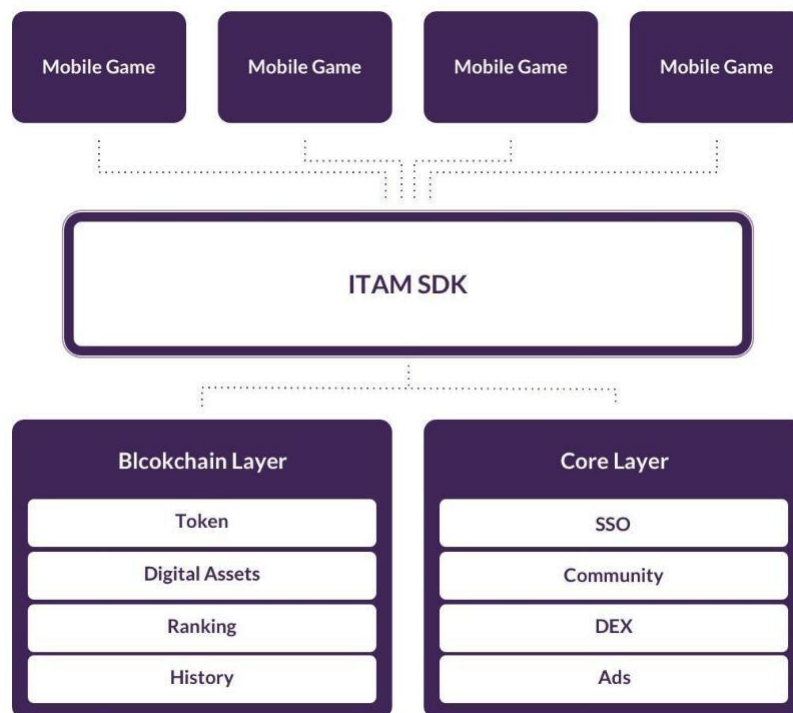 Mobile Game
Mobile Game
Mobile Game
Mobile Game
ITAM SDK
Blcokchain Layer
Token
Digital Assets
Ranking
History
Core Layer
SSO
Community
DEX
Ads